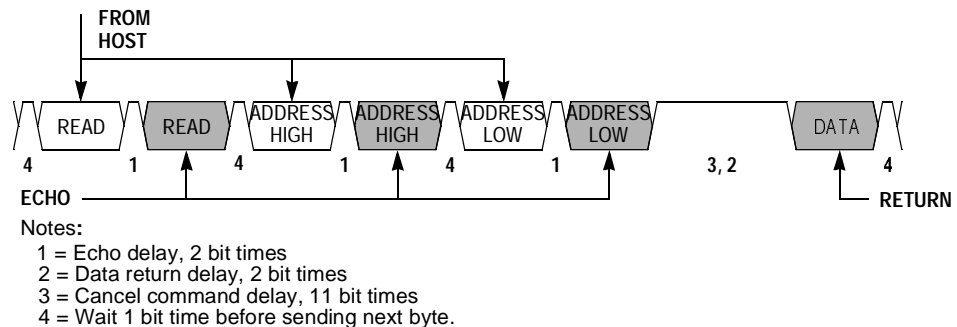 FROM
HOST
READ READ ADDRESS HIGH ADDRESS HIGH ADDRESS LOW ADDRESS LOW DATA
4 1 4 1 4 1 3, 2 4
ECHO RETURN
Notes:
1 = Echo delay, 2 bit times
2 = Data return delay, 2 bit times
3 = Cancel command delay, 11 bit times
4 = Wait 1 bit time before sending next byte.